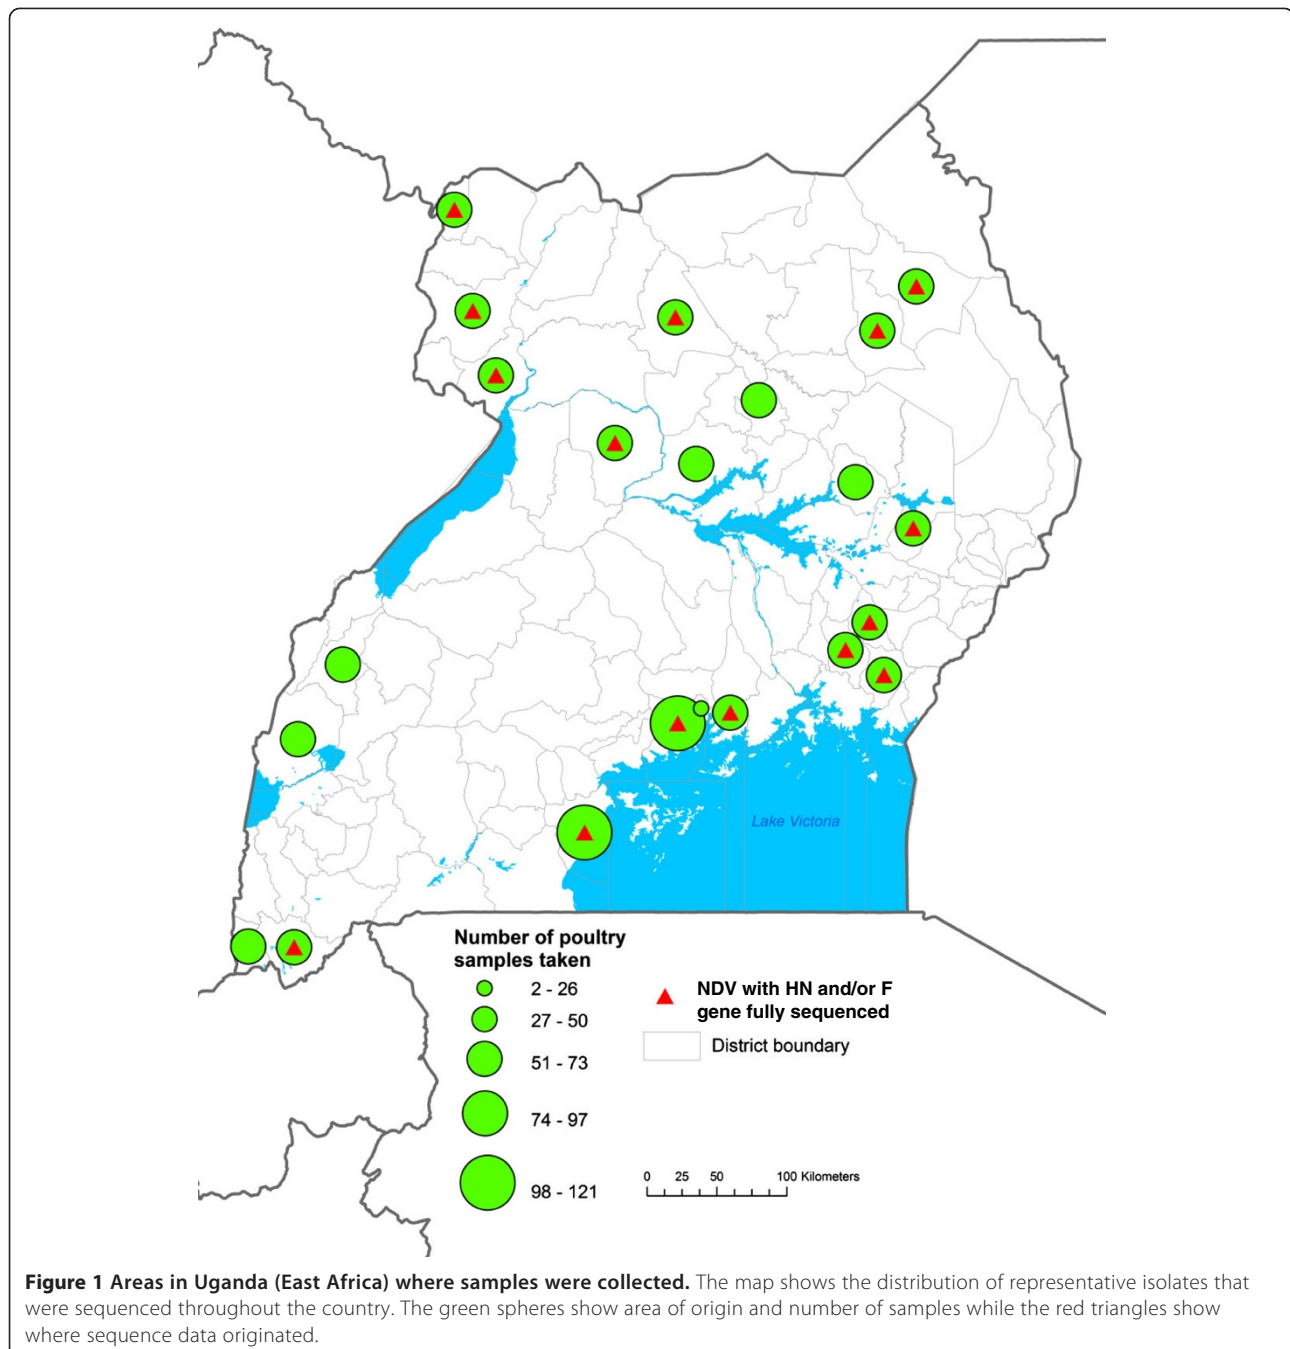 Lake Victoria
Number of poultry
samples taken
2 - 26
27 - 50
51 - 73
74 - 97
98 - 121
NDV with HN and/or F
gene fully sequenced
District boundary
0 25 50 100 Kilometers
Figure 1 Areas in Uganda (East Africa) where samples were collected. The map shows the distribution of representative isolates that
were sequenced throughout the country. The green spheres show area of origin and number of samples while the red triangles show
where sequence data originated.